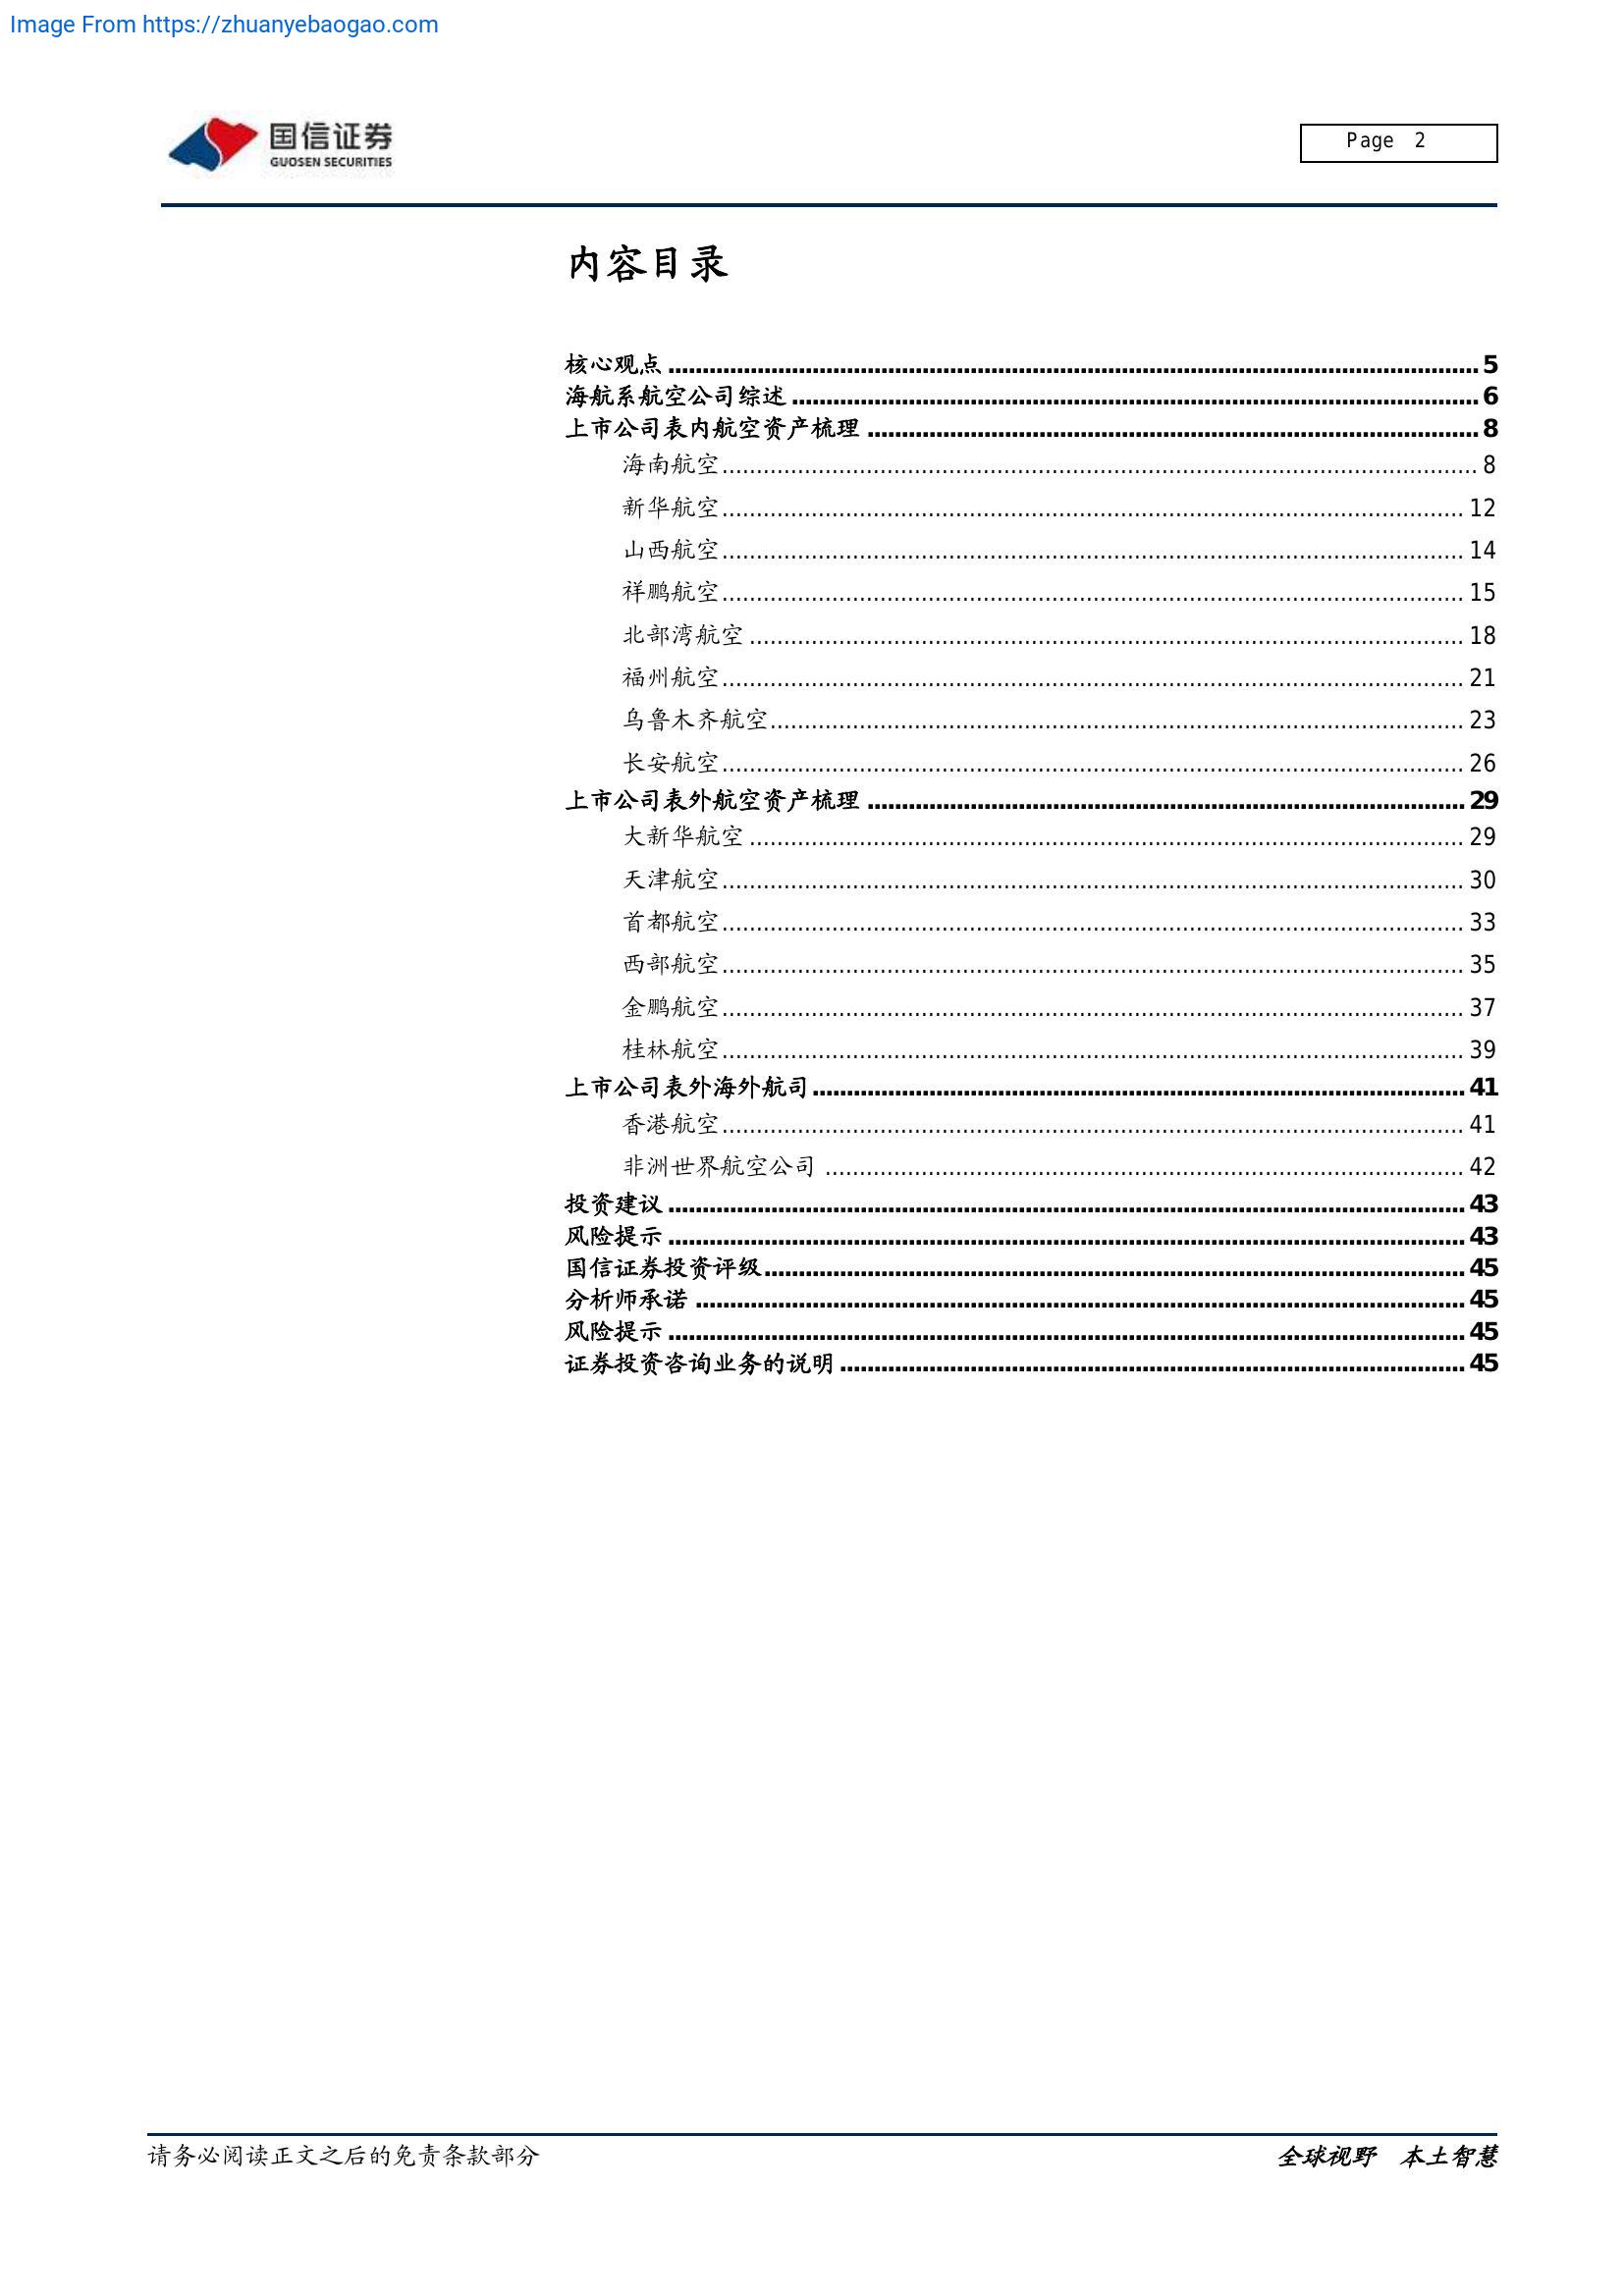 Image From https://zhuanyebaogao.com
国信证券
GUOSEN SECURITIES
Page 2
内容目录
核心观点 ........ 5
海航系航空公司综述 ........ 6
上市公司表内航空资产梳理 ........ 8
海南航空 ........ 8
新华航空 ........ 12
山西航空 ........ 14
祥鹏航空 ........ 15
北部湾航空 ........ 18
福州航空 ........ 21
乌鲁木齐航空 ........ 23
长安航空 ........ 26
上市公司表外航空资产梳理 ........ 29
大新华航空 ........ 29
天津航空 ........ 30
首都航空 ........ 33
西部航空 ........ 35
金鹏航空 ........ 37
桂林航空 ........ 39
上市公司表外海外航司 ........ 41
香港航空 ........ 41
非洲世界航空公司 ........ 42
投资建议 ........ 43
风险提示 ........ 43
国信证券投资评级 ........ 45
分析师承诺 ........ 45
风险提示 ........ 45
证券投资咨询业务的说明 ........ 45
请务必阅读正文之后的免责条款部分
全球视野 本土智慧